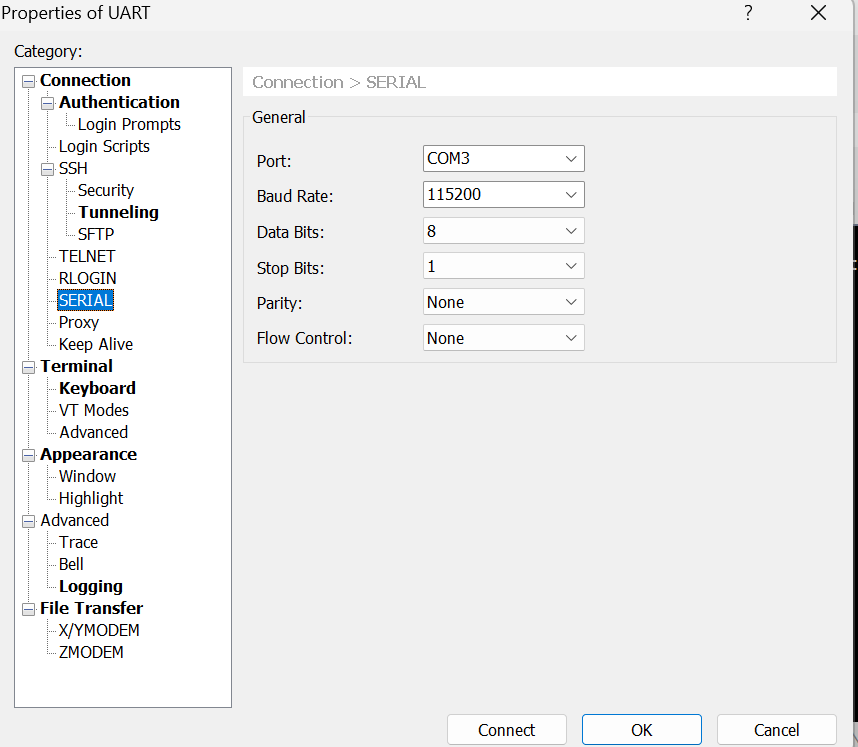 Properties of UART
?
Category:
Connection
Authentication
Login Prompts
Login Scripts
SSH
Security
Tunneling
SFTP
TELNET
RLOGIN
SERIAL
Proxy
Keep Alive
Terminal
Keyboard
VT Modes
Advanced
Appearance
Window
Highlight
Advanced
Trace
Bell
Logging
File Transfer
X/YMODEM
ZMODEM
Connection > SERIAL
General
Port: COM3
Baud Rate: 115200
Data Bits: 8
Stop Bits: 1
Parity: None
Flow Control: None
Connect OK Cancel